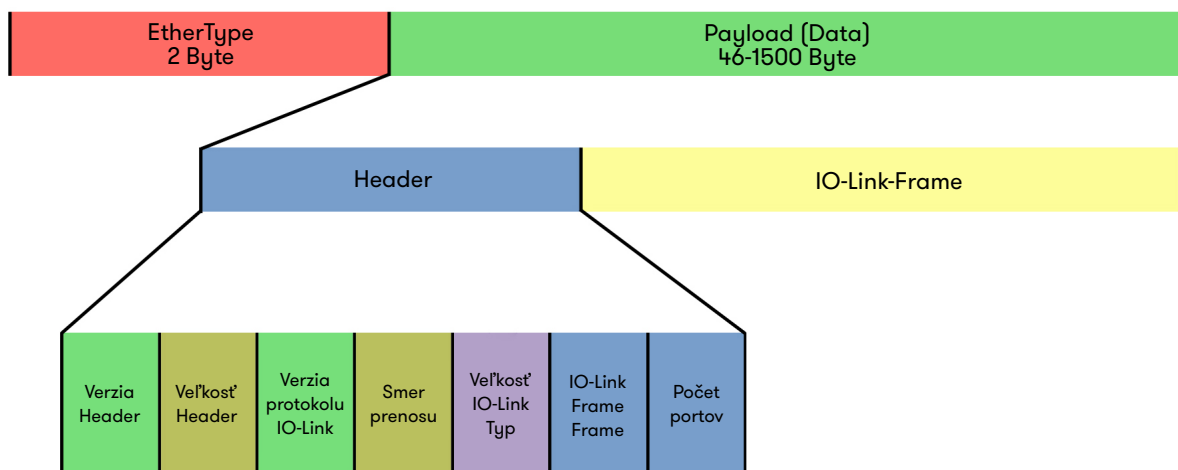 EtherType
2 Byte
Payload (Data)
46-1500 Byte
Header
IO-Link-Frame
Verzia
Header
Veľkosť
Header
Verzia
protokolu
IO-Link
Smer
prenosu
Veľkosť
IO-Link
Typ
IO-Link
Frame
Frame
Počet
portov